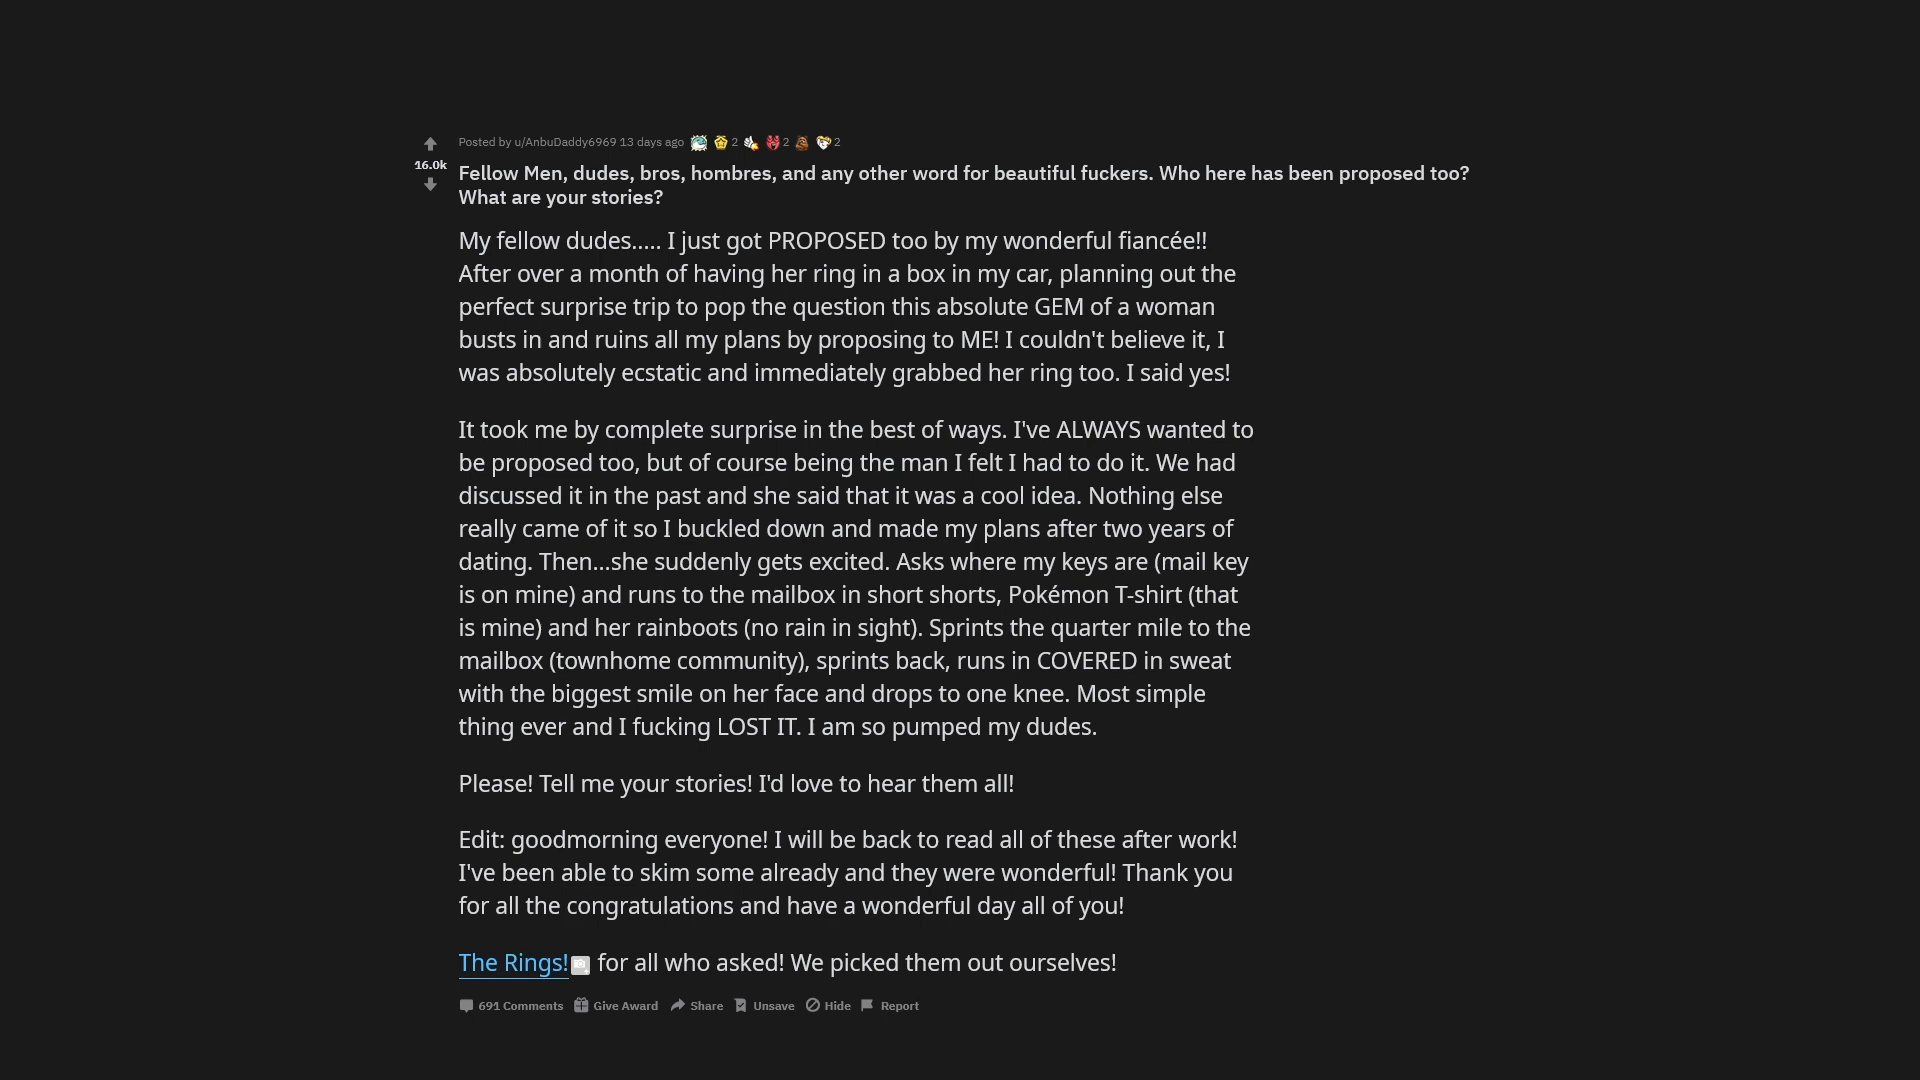 Posted by u/AnbuDaddy6969 13 days ago 2 2 2
16.0k
Fellow Men, dudes, bros, hombres, and any other word for beautiful fuckers. Who here has been proposed too?
What are your stories?
My fellow dudes..... I just got PROPOSED too by my wonderful fiancée!!
After over a month of having her ring in a box in my car, planning out the
perfect surprise trip to pop the question this absolute GEM of a woman
busts in and ruins all my plans by proposing to ME! I couldn't believe it, I
was absolutely ecstatic and immediately grabbed her ring too. I said yes!
It took me by complete surprise in the best of ways. I've ALWAYS wanted to
be proposed too, but of course being the man I felt I had to do it. We had
discussed it in the past and she said that it was a cool idea. Nothing else
really came of it so I buckled down and made my plans after two years of
dating. Then...she suddenly gets excited. Asks where my keys are (mail key
is on mine) and runs to the mailbox in short shorts, Pokémon T-shirt (that
is mine) and her rainboots (no rain in sight). Sprints the quarter mile to the
mailbox (townhome community), sprints back, runs in COVERED in sweat
with the biggest smile on her face and drops to one knee. Most simple
thing ever and I fucking LOST IT. I am so pumped my dudes.
Please! Tell me your stories! I'd love to hear them all!
Edit: goodmorning everyone! I will be back to read all of these after work!
I've been able to skim some already and they were wonderful! Thank you
for all the congratulations and have a wonderful day all of you!
The Rings! for all who asked! We picked them out ourselves!
691 Comments Give Award Share Unsave Hide Report